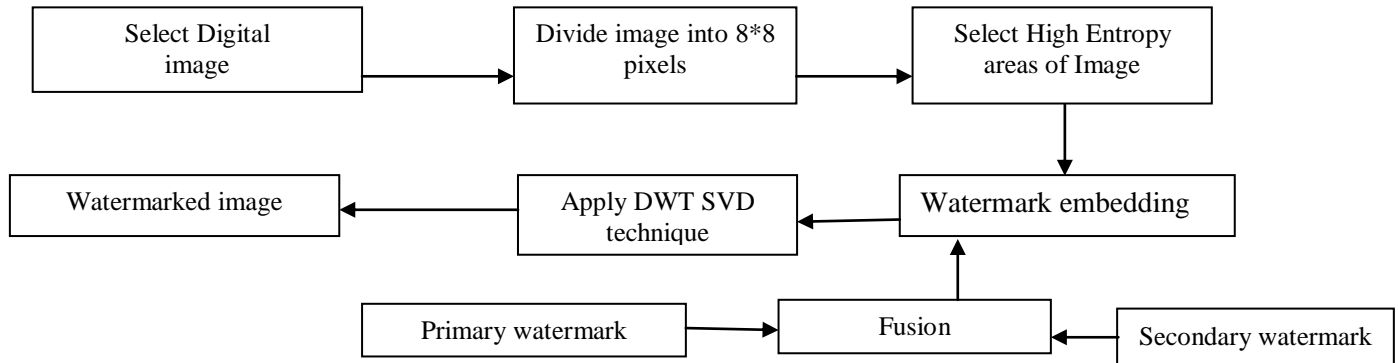 Select Digital
image
Divide image into 8*8
pixels
Select High Entropy
areas of Image
Watermarked image
Apply DWT SVD
technique
Watermark embedding
Primary watermark
Fusion
Secondary watermark